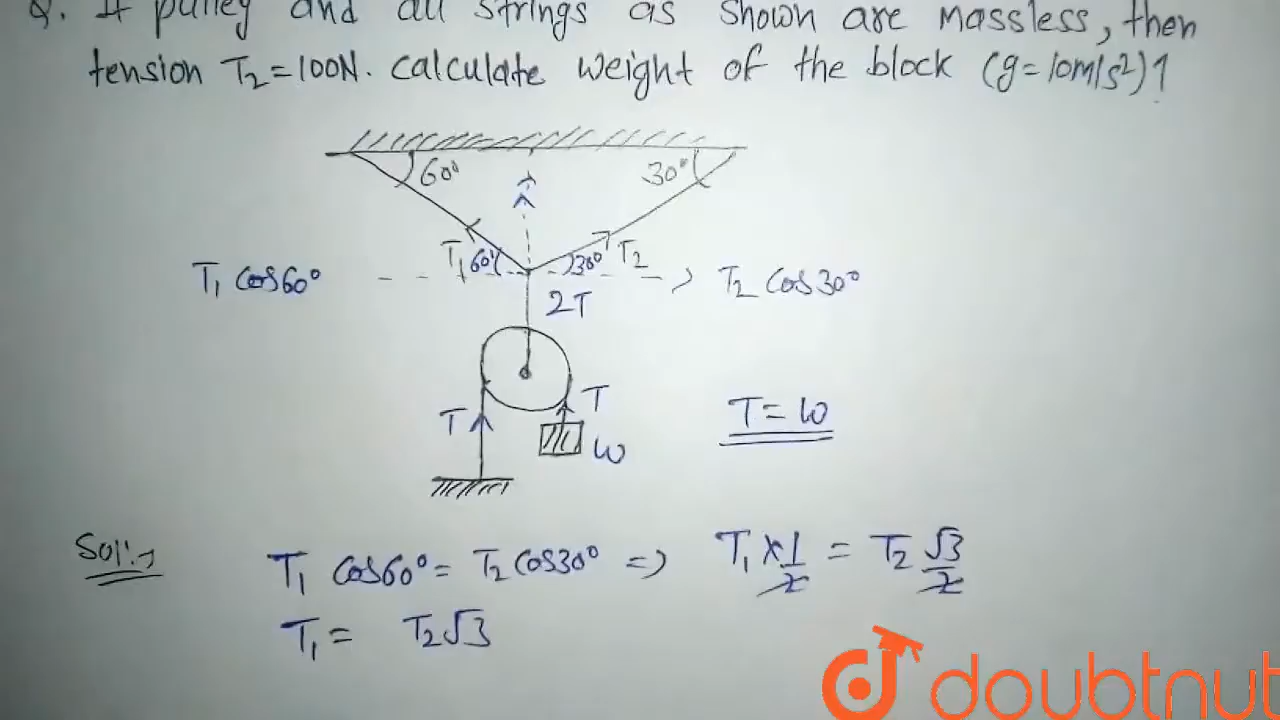 Q. If pulley and all strings as shown are massless, then
tension T₂ = 100N. Calculate weight of the block (g = 10m/s²)?
60° 30°
T₁ 60° 30° T₂
T₁ cos60° T₂ cos30°
2T
T T
T = W
W
Sol:→ T₁ cos60° = T₂ cos30° ⇒ T₁ × 1/2 = T₂ √3/2
T₁ = T₂√3
doubtnut